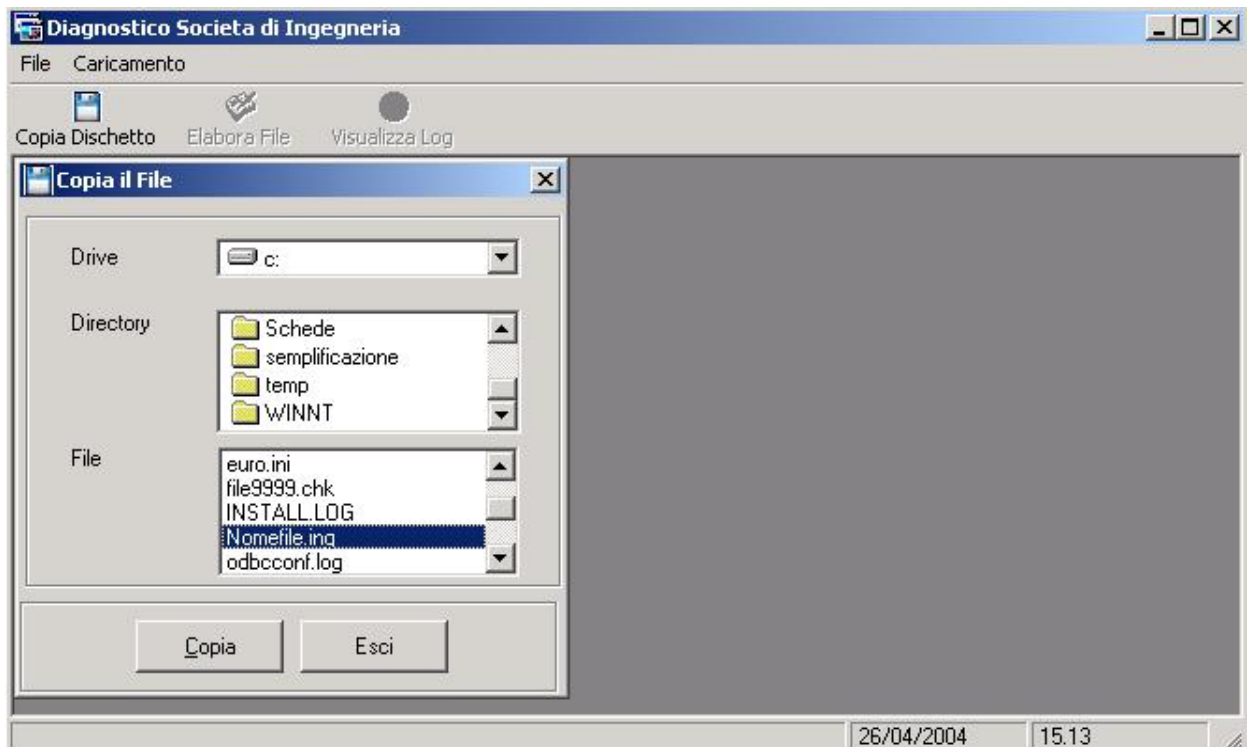 Diagnostico Societa di Ingegneria
File Caricamento
Copia Dischetto Elabora File Visualizza Log
Copia il File
Drive c:
Directory Schede
semplificazione
temp
WINNT
File euro.ini
file9999.chk
INSTALL.LOG
Nomefile.ing
odbcconf.log
Copia Esci
26/04/2004 15.13